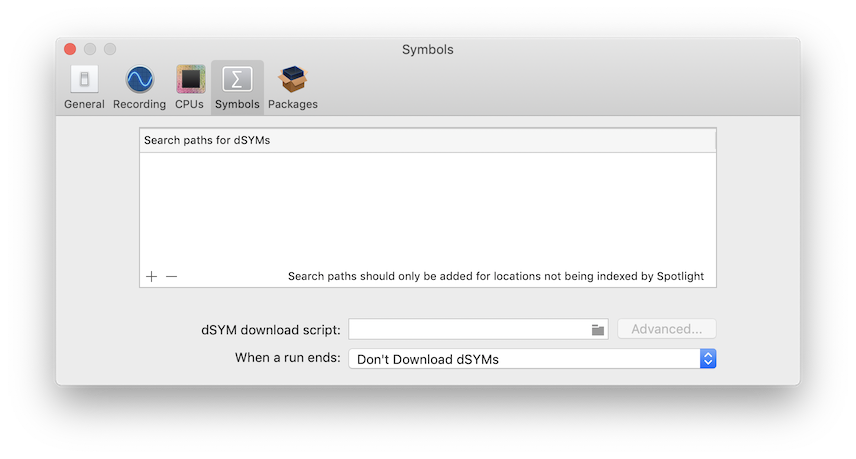 Symbols
General Recording CPUs Symbols Packages
Search paths for dSYMs
Search paths should only be added for locations not being indexed by Spotlight
dSYM download script: Advanced...
When a run ends: Don't Download dSYMs